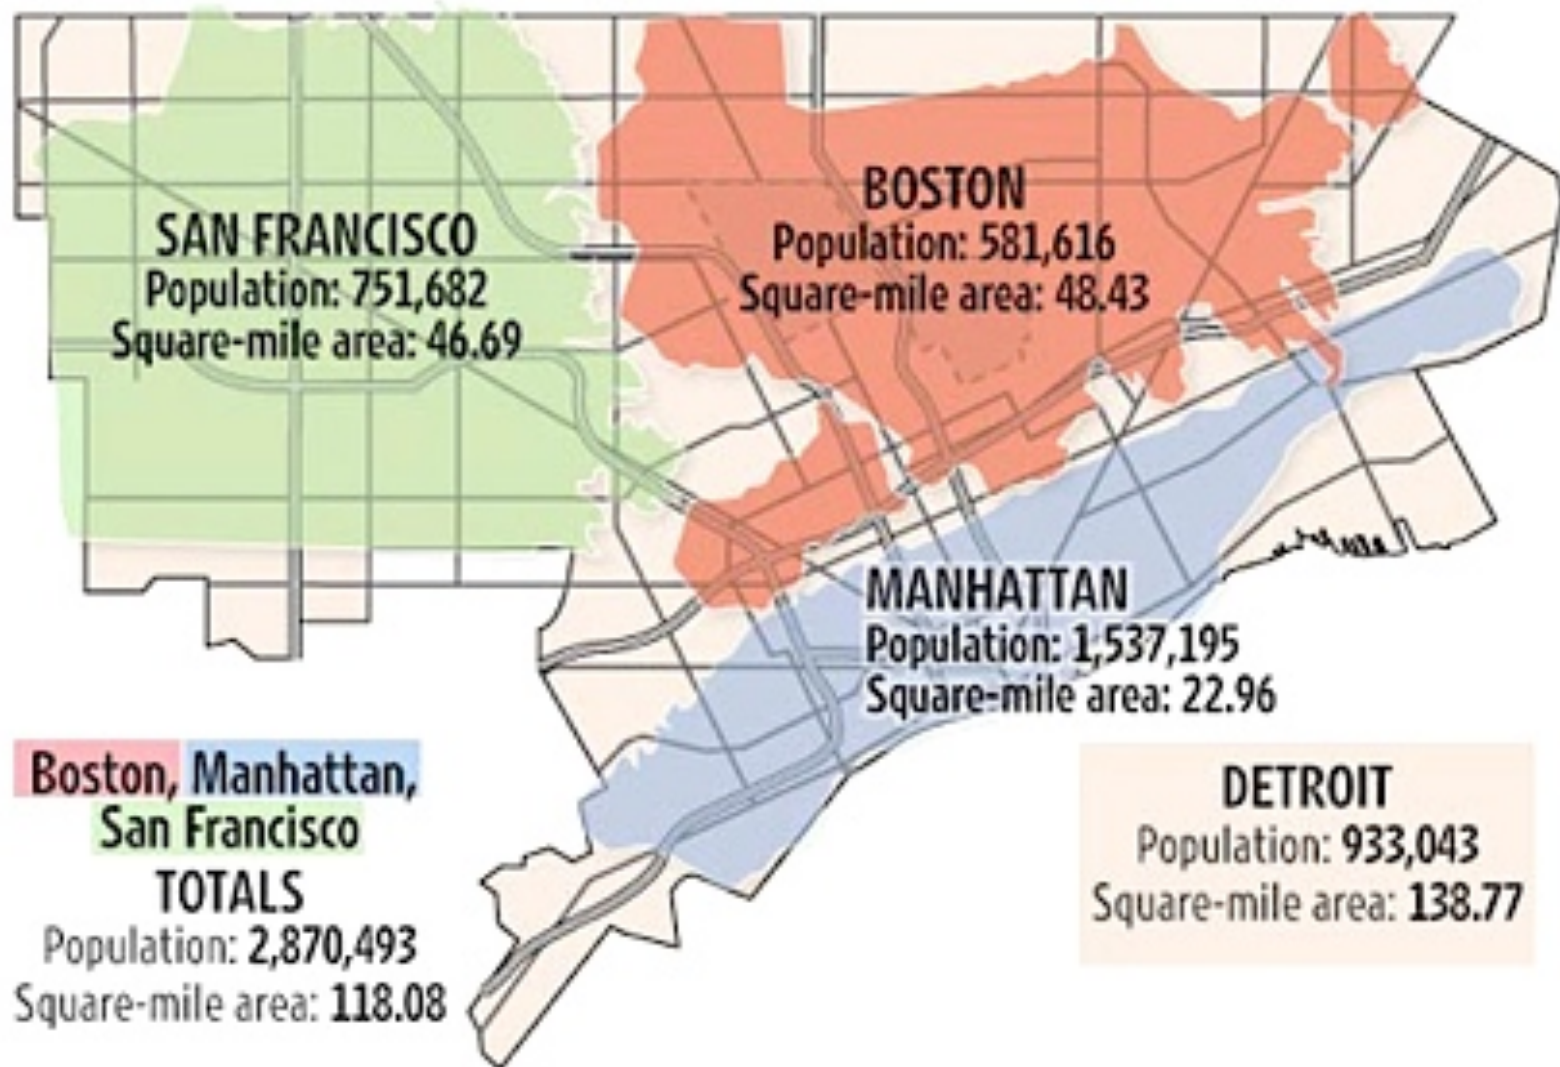 SAN FRANCISCO
Population: 751,682
Square-mile area: 46.69
BOSTON
Population: 581,616
Square-mile area: 48.43
MANHATTAN
Population: 1,537,195
Square-mile area: 22.96
Boston, Manhattan,
San Francisco
TOTALS
Population: 2,870,493
Square-mile area: 118.08
DETROIT
Population: 933,043
Square-mile area: 138.77